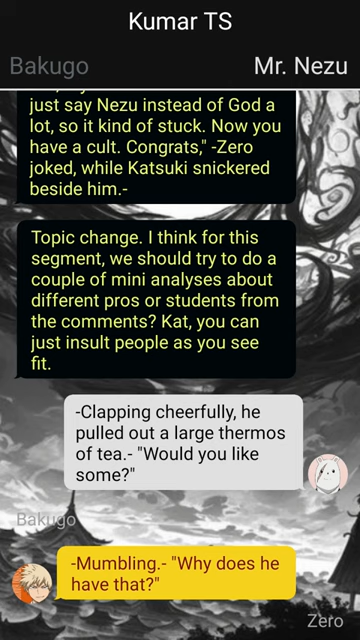 Kumar TS
Bakugo
Mr. Nezu
just say Nezu instead of God a
lot, so it kind of stuck. Now you
have a cult. Congrats," -Zero
joked, while Katsuki snickered
beside him.-
Topic change. I think for this
segment, we should try to do a
couple of mini analyses about
different pros or students from
the comments? Kat, you can
just insult people as you see
fit.
-Clapping cheerfully, he
pulled out a large thermos
of tea.- "Would you like
some?"
Bakugo
-Mumbling.- "Why does he
have that?"
Zero